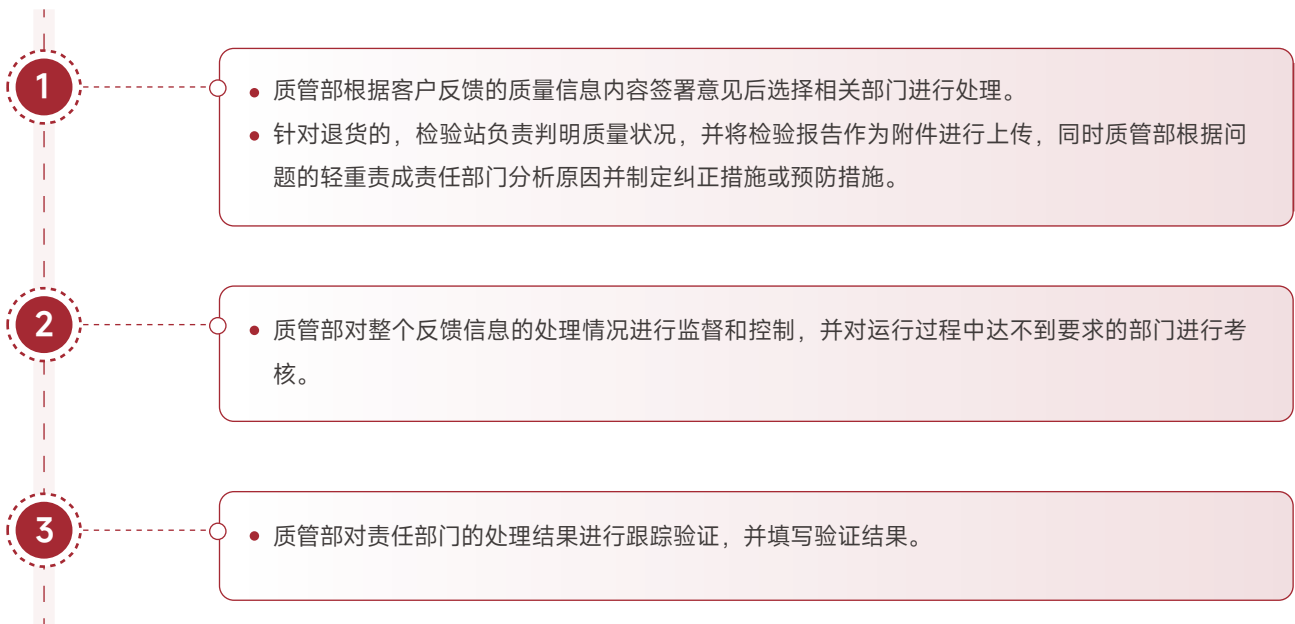 1
质管部根据客户反馈的质量信息内容签署意见后选择相关部门进行处理。
针对退货的，检验站负责判明质量状况，并将检验报告作为附件进行上传，同时质管部根据问
题的轻重责成责任部门分析原因并制定纠正措施或预防措施。
2
质管部对整个反馈信息的处理情况进行监督和控制，并对运行过程中达不到要求的部门进行考
核。
3
质管部对责任部门的处理结果进行跟踪验证，并填写验证结果。